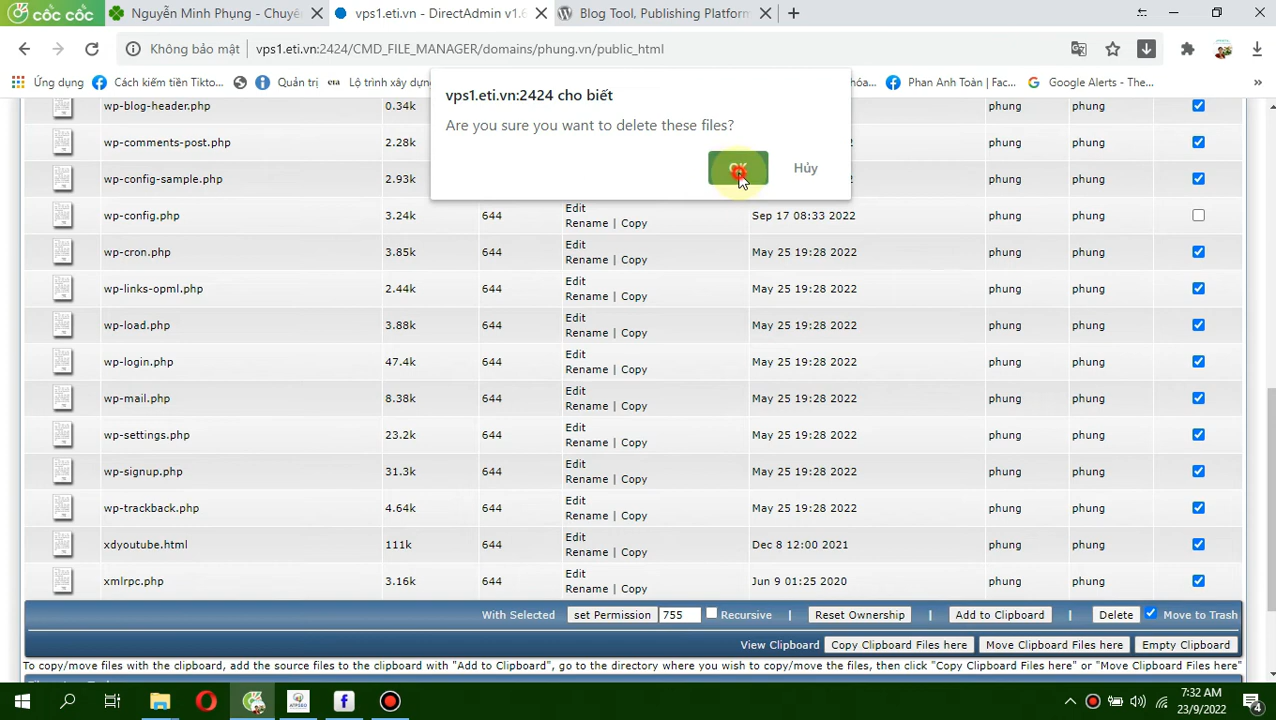 cốc cốc
Nguyễn Minh Phụng - Chuyên
vps1.eti.vn - DirectAdmin v1.6
Blog Tool, Publishing Platform
Không bảo mật
vps1.eti.vn:2424/CMD_FILE_MANAGER/domains/phung.vn/public_html
Ứng dụng
Cách kiếm tiền Tikto...
Quản trị
Lộ trình xây dựng
Phan Anh Toàn | Fac...
Google Alerts - The...
»
vps1.eti.vn:2424 cho biết
Are you sure you want to delete these files?
OK
Hủy
wp-blog-header.php 0.34k phung phung
wp-comments-post.php 2.28k phung phung
wp-config-sample.php 2.93k phung phung
wp-config.php 3.24k 644 Edit Rename | Copy Sep 17 08:33 2022 phung phung
wp-cron.php 3.85k 644 Edit Rename | Copy May 25 19:28 2022 phung phung
wp-links-opml.php 2.44k 644 Edit Rename | Copy May 25 19:28 2022 phung phung
wp-load.php 3.88k 644 Edit Rename | Copy May 25 19:28 2022 phung phung
wp-login.php 47.4k 644 Edit Rename | Copy May 25 19:28 2022 phung phung
wp-mail.php 8.38k 644 Edit Rename | Copy May 25 19:28 2022 phung phung
wp-settings.php 23.2k 644 Edit Rename | Copy May 25 19:28 2022 phung phung
wp-signup.php 31.3k 644 Edit Rename | Copy May 25 19:28 2022 phung phung
wp-trackback.php 4.64k 644 Edit Rename | Copy May 25 19:28 2022 phung phung
xdyoutube.html 111k 644 Edit Rename | Copy Dec 8 12:00 2021 phung phung
xmlrpc.php 3.16k 644 Edit Rename | Copy Jun 9 01:25 2020 phung phung
With Selected set Permission 755 Recursive | Reset Ownership | Add to Clipboard | Delete Move to Trash
View Clipboard Copy Clipboard Files here Move Clipboard Files here Empty Clipboard
To copy/move files with the clipboard, add the source files to the clipboard with "Add to Clipboard", go to the directory where you wish to copy/move the files, then click "Copy Clipboard Files here" or "Move Clipboard Files here"
ATPSEO
7:32 AM
23/9/2022
4